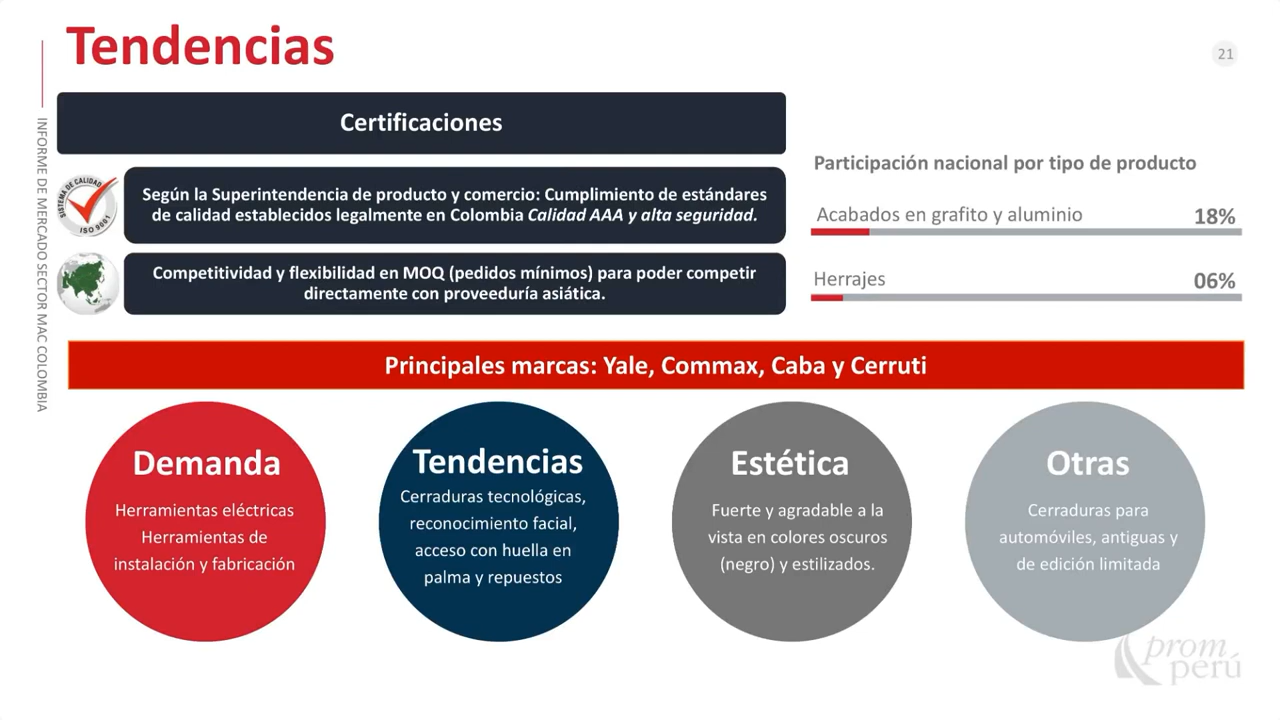 Tendencias
21
INFORME DE MERCADO SECTOR MAC COLOMBIA
Certificaciones
SISTEMA DE CALIDAD
ISO 9001
Según la Superintendencia de producto y comercio: Cumplimiento de estándares
de calidad establecidos legalmente en Colombia Calidad AAA y alta seguridad.
Competitividad y flexibilidad en MOQ (pedidos mínimos) para poder competir
directamente con proveeduría asiática.
Participación nacional por tipo de producto
Acabados en grafito y aluminio 18%
Herrajes 06%
Principales marcas: Yale, Commax, Caba y Cerruti
Demanda
Herramientas eléctricas
Herramientas de
instalación y fabricación
Tendencias
Cerraduras tecnológicas,
reconocimiento facial,
acceso con huella en
palma y repuestos
Estética
Fuerte y agradable a la
vista en colores oscuros
(negro) y estilizados.
Otras
Cerraduras para
automóviles, antiguas y
de edición limitada
prom
perú